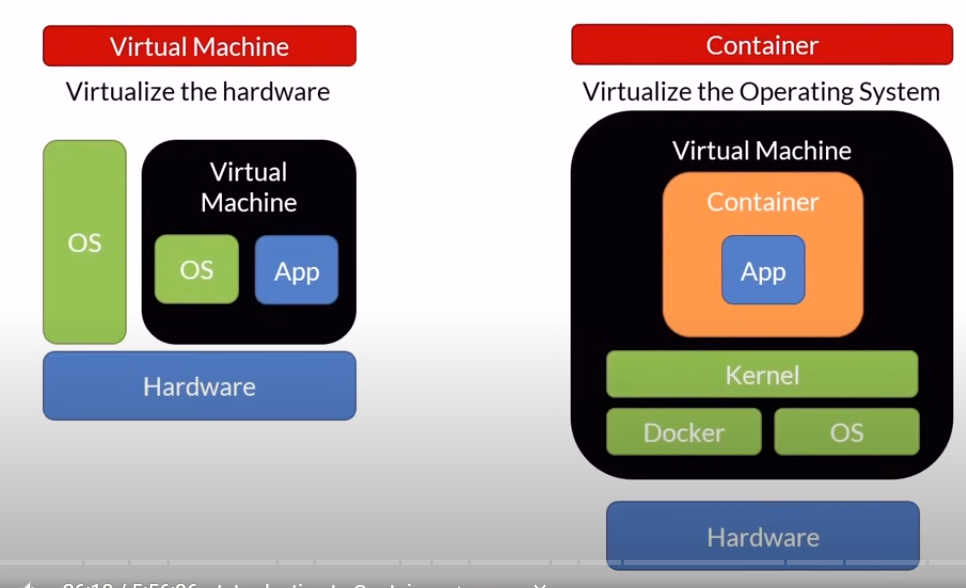 Virtual Machine
Virtualize the hardware
OS
Virtual
Machine
OS
App
Hardware
Container
Virtualize the Operating System
Virtual Machine
Container
App
Kernel
Docker
OS
Hardware